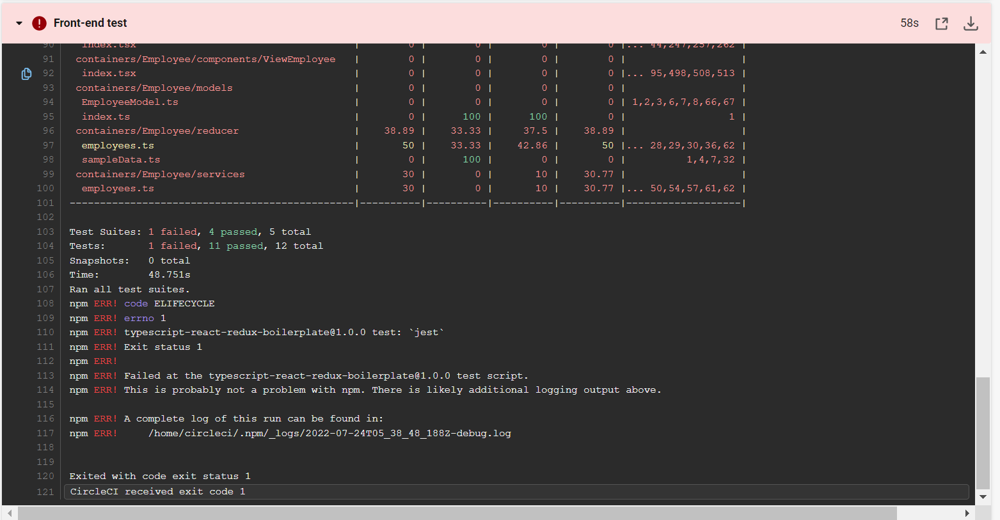 Front-end test 58s
90 index.tsx | 0 | 0 | 0 | 0 |... 44,247,257,262 |
91 containers/Employee/components/ViewEmployee | 0 | 0 | 0 | 0 | |
92 index.tsx | 0 | 0 | 0 | 0 |... 95,498,508,513 |
93 containers/Employee/models | 0 | 0 | 0 | 0 | |
94 EmployeeModel.ts | 0 | 0 | 0 | 0 | 1,2,3,6,7,8,66,67 |
95 index.ts | 0 | 100 | 100 | 0 | 1 |
96 containers/Employee/reducer | 38.89 | 33.33 | 37.5 | 38.89 | |
97 employees.ts | 50 | 33.33 | 42.86 | 50 |... 28,29,30,36,62 |
98 sampleData.ts | 0 | 100 | 0 | 0 | 1,4,7,32 |
99 containers/Employee/services | 30 | 0 | 10 | 30.77 | |
100 employees.ts | 30 | 0 | 10 | 30.77 |... 50,54,57,61,62 |
101 -----------------------------------------------|----------|----------|----------|----------|-------------------|
102
103 Test Suites: 1 failed, 4 passed, 5 total
104 Tests: 1 failed, 11 passed, 12 total
105 Snapshots: 0 total
106 Time: 48.751s
107 Ran all test suites.
108 npm ERR! code ELIFECYCLE
109 npm ERR! errno 1
110 npm ERR! typescript-react-redux-boilerplate@1.0.0 test: `jest`
111 npm ERR! Exit status 1
112 npm ERR!
113 npm ERR! Failed at the typescript-react-redux-boilerplate@1.0.0 test script.
114 npm ERR! This is probably not a problem with npm. There is likely additional logging output above.
115
116 npm ERR! A complete log of this run can be found in:
117 npm ERR! /home/circleci/.npm/_logs/2022-07-24T05_38_48_188Z-debug.log
118
119
120 Exited with code exit status 1
121 CircleCI received exit code 1